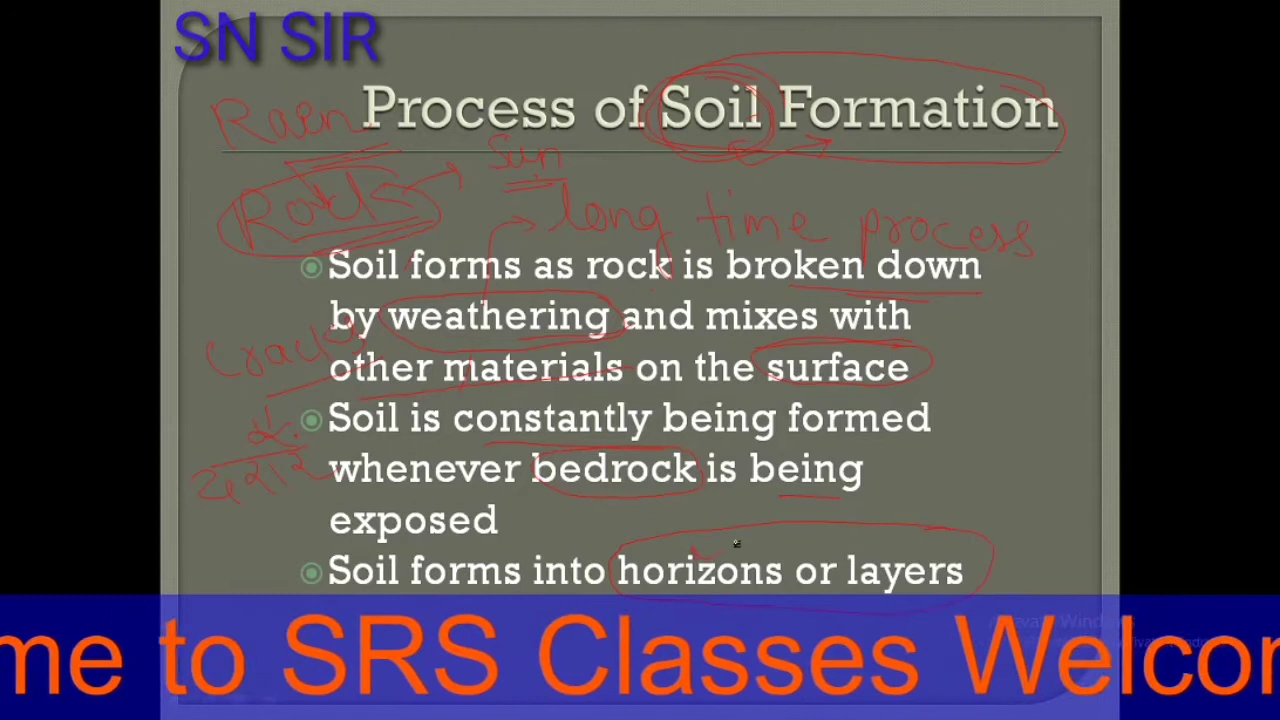 SN SIR
Process of Soil Formation
Rain
Sun
Rock
long time process
Soil forms as rock is broken down
by weathering and mixes with
other materials on the surface
Cracks
Soil is constantly being formed
whenever bedrock is being
exposed
Soil forms into horizons or layers
me to SRS Classes Welcor